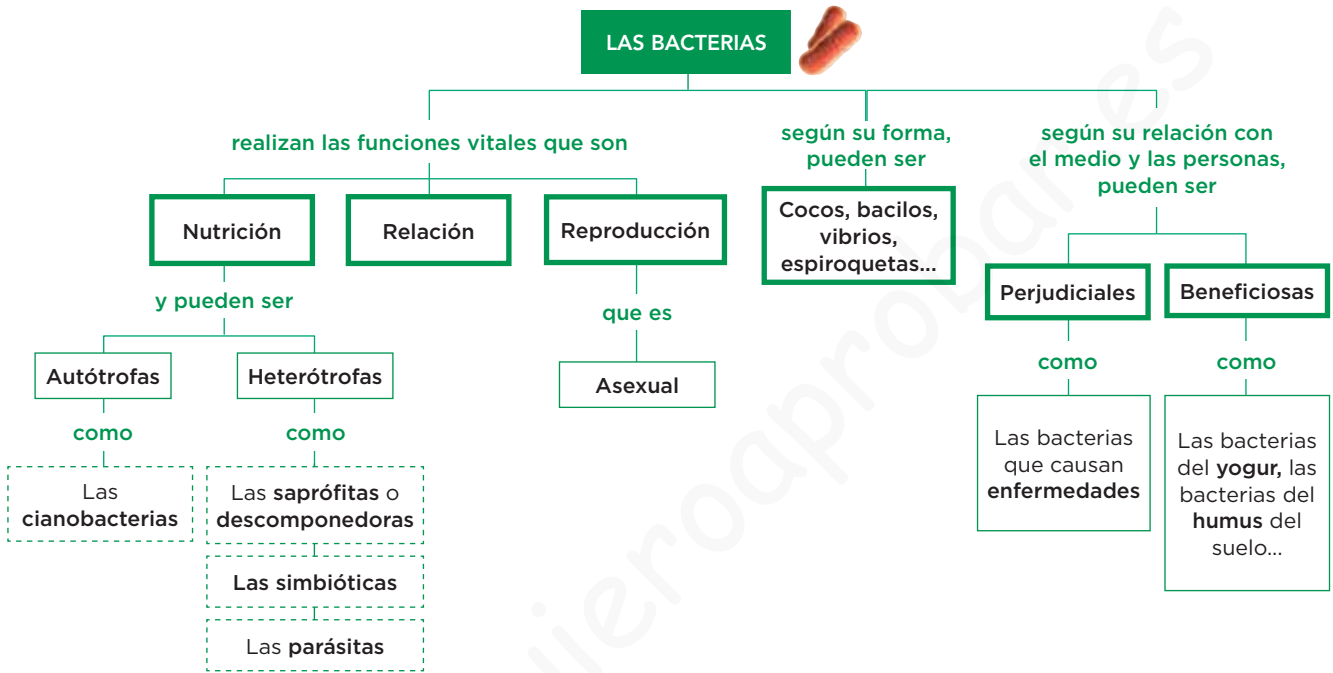 LAS BACTERIAS
realizan las funciones vitales que son
Nutrición
Relación
Reproducción
y pueden ser
Autótrofas
Heterótrofas
como
Las
cianobacterias
como
Las saprófitas o
descomponedoras
Las simbióticas
Las parásitas
que es
Asexual
según su forma,
pueden ser
Cocos, bacilos,
vibrios,
espiroquetas...
según su relación con
el medio y las personas,
pueden ser
Perjudiciales
como
Las bacterias
que causan
enfermedades
Beneficiosas
como
Las bacterias
del yogur, las
bacterias del
humus del
suelo...